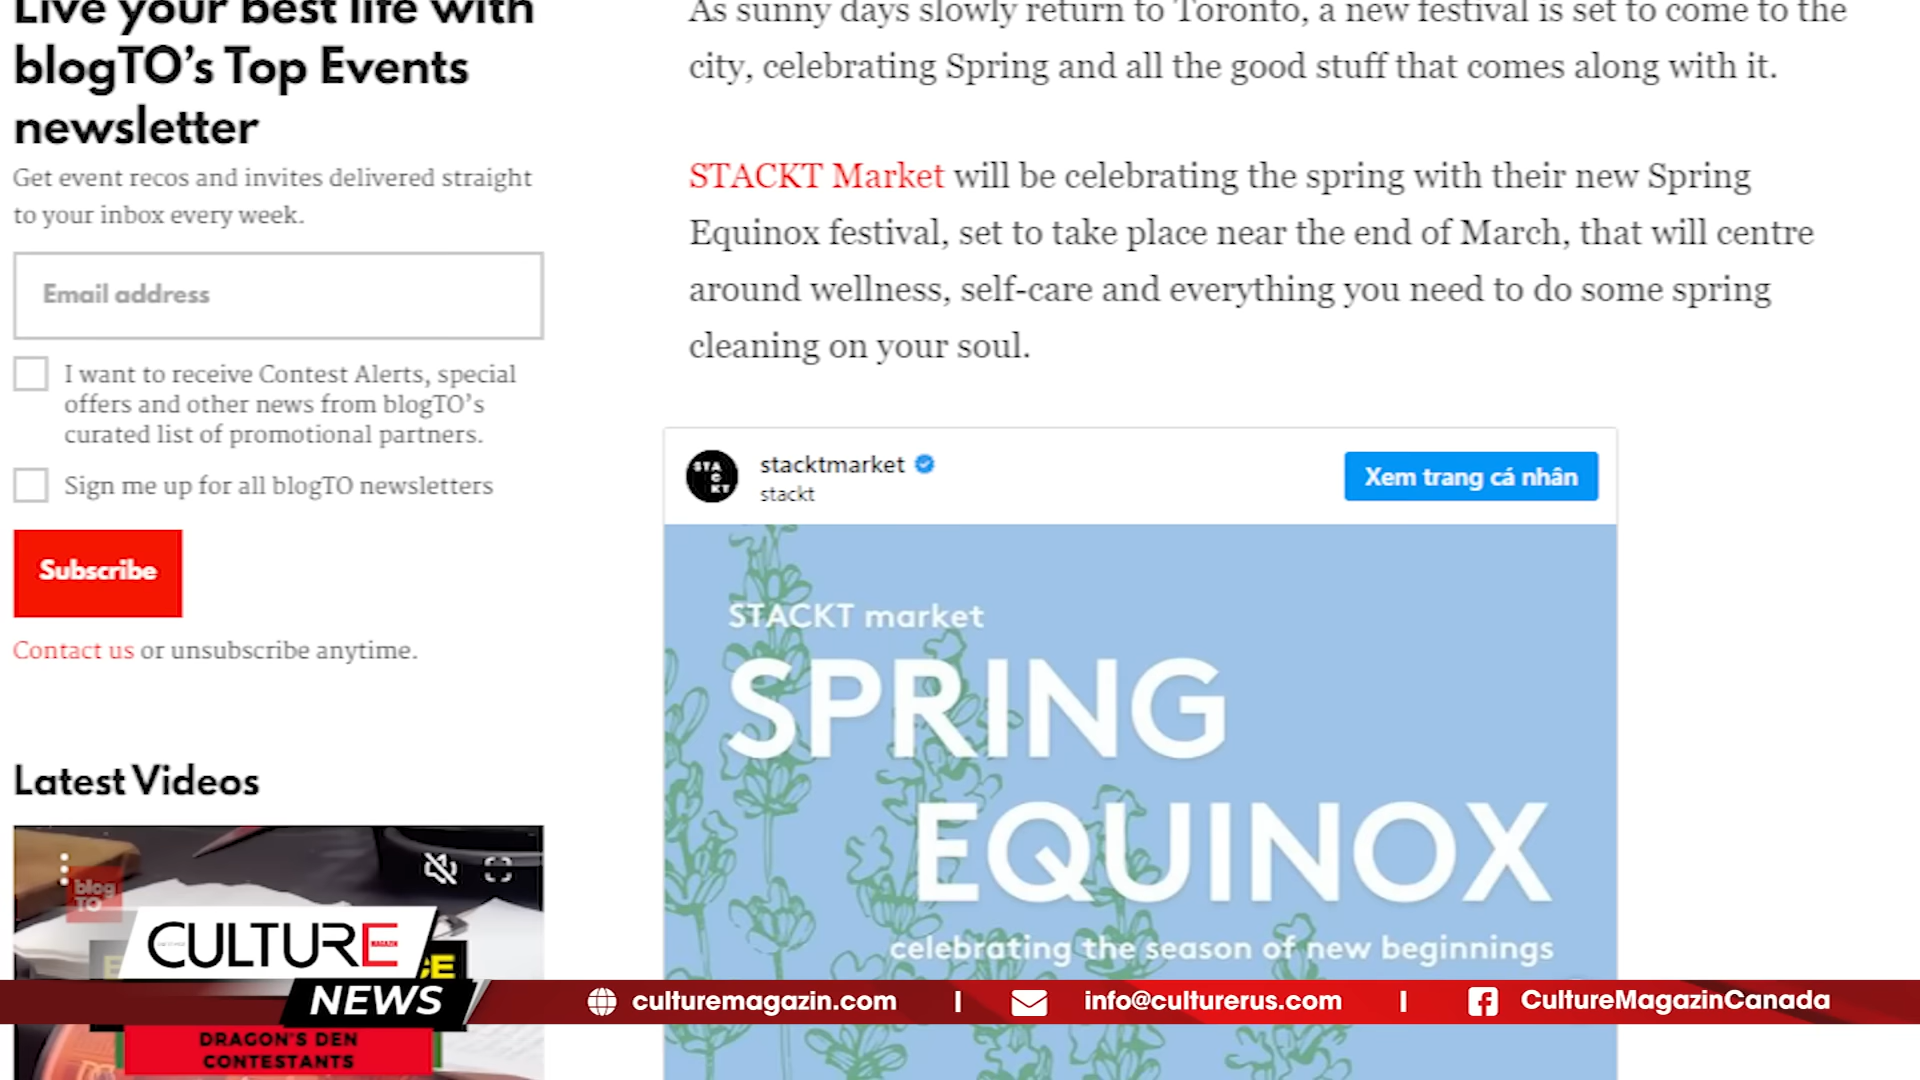 Live your best life with
blogTO's Top Events
newsletter
Get event recos and invites delivered straight
to your inbox every week.
Email address
I want to receive Contest Alerts, special
offers and other news from blogTO's
curated list of promotional partners.
Sign me up for all blogTO newsletters
Subscribe
Contact us or unsubscribe anytime.
Latest Videos
blog
TO
As sunny days slowly return to Toronto, a new festival is set to come to the
city, celebrating Spring and all the good stuff that comes along with it.
STACKT Market will be celebrating the spring with their new Spring
Equinox festival, set to take place near the end of March, that will centre
around wellness, self-care and everything you need to do some spring
cleaning on your soul.
STA
C
KT
stacktmarket
stackt
Xem trang cá nhân
STACKT market
SPRING
EQUINOX
celebrating the season of new beginnings
CULTURE
MAGAZIN
NEWS
DRAGON'S DEN
CONTESTANTS
culturemagazin.com | info@culturerus.com | CultureMagazinCanada